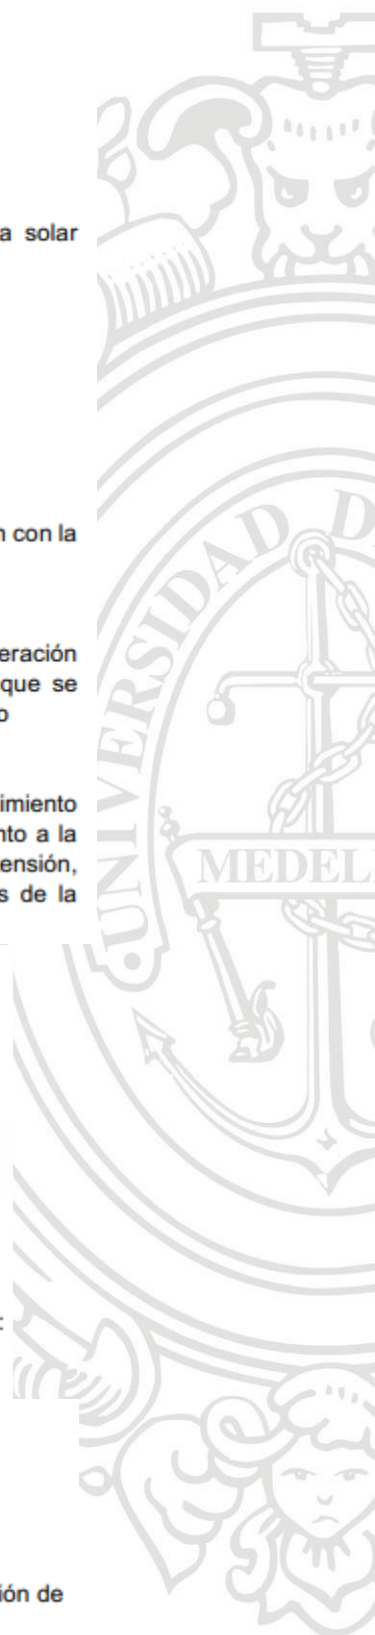 a solar
n con la
eración
que se
o
imiento
nto a la
ensión,
s de la
:
ión de
UNIVERSIDAD D
MEDEL